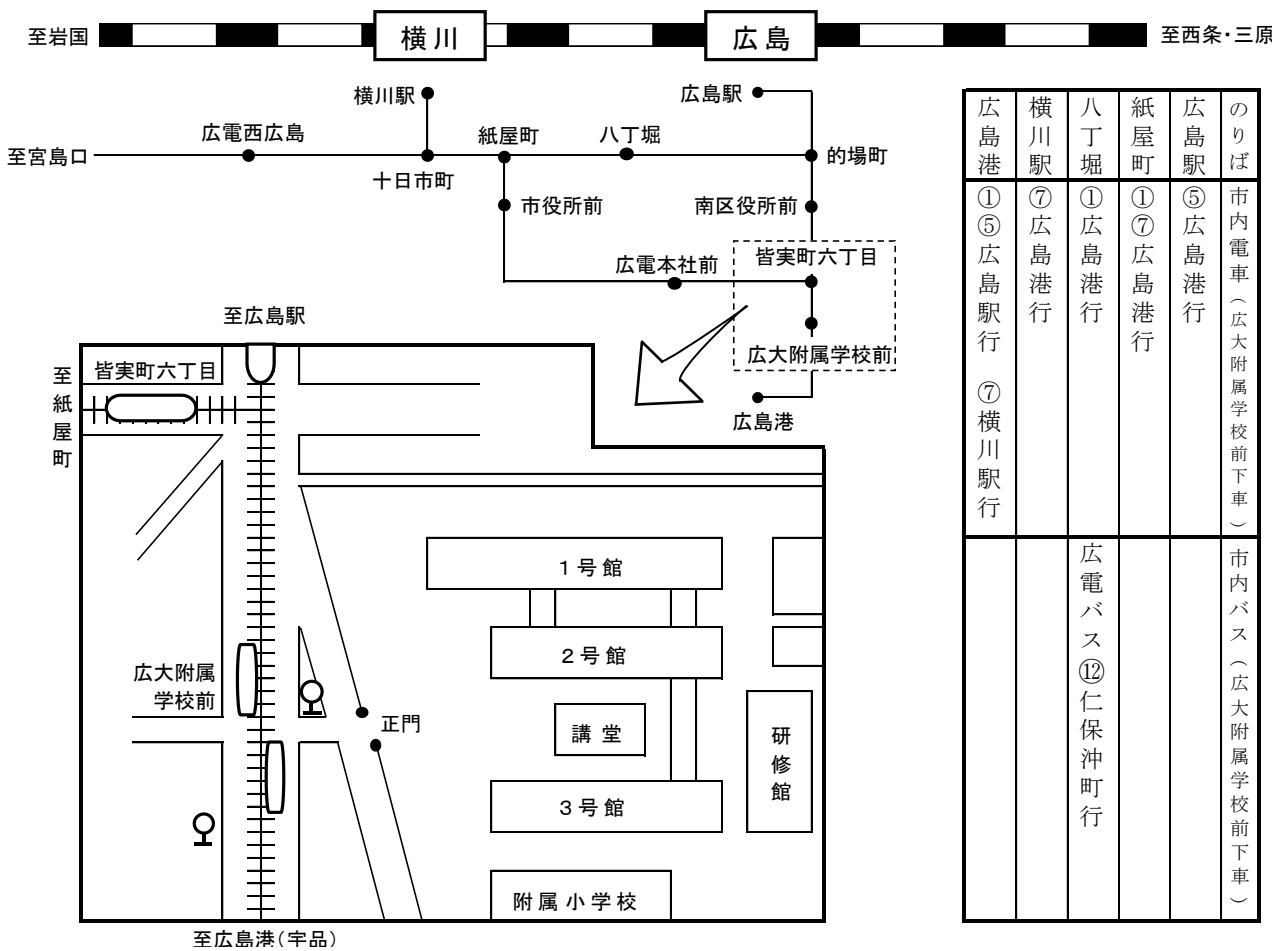 至岩国
横川
広島
至西条・三原
横川駅
広島駅
広電西広島
紙屋町
八丁堀
至宮島口
的場町
十日市町
市役所前
南区役所前
皆実町六丁目
広電本社前
広大附属学校前
広島港
至広島駅
至紙屋町
皆実町六丁目
1号館
2号館
広大附属
学校前
正門
講堂
研修館
3号館
附属小学校
至広島港(宇品)
のりば
市内電車(広大附属学校前下車)
市内バス(広大附属学校前下車)
広島駅
⑤広島港行
紙屋町
①⑦広島港行
八丁堀
①広島港行
広電バス⑫仁保沖町行
横川駅
⑦広島港行
広島港
①⑤広島駅行 ⑦横川駅行